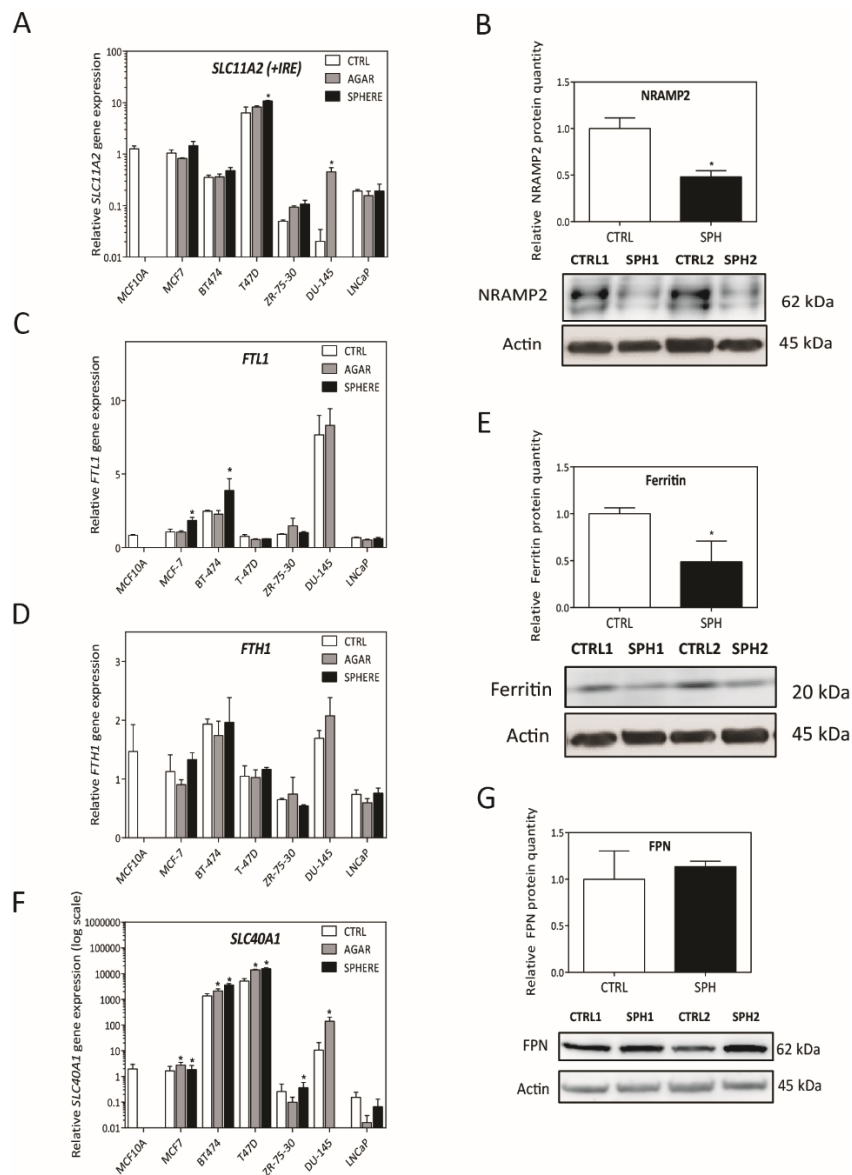 A
Relative SLC11A2 gene expression
SLC11A2 (+IRE)
CTRL
AGAR
SPHERE
100
10
1
0.1
0.01
*
*
MCF10A
MCF7
BT474
T47D
ZR-75-30
DU-145
LNCaP
B
Relative NRAMP2 protein quantity
NRAMP2
1.5
1.0
0.5
0.0
*
CTRL
SPH
CTRL1 SPH1 CTRL2 SPH2
NRAMP2
62 kDa
Actin
45 kDa
C
Relative FTL1 gene expression
FTL1
CTRL
AGAR
SPHERE
10
5
0
*
*
MCF10A
MCF-7
BT-474
T-47D
ZR-75-30
DU-145
LNCaP
D
Relative FTH1 gene expression
FTH1
CTRL
AGAR
SPHERE
3
2
1
0
MCF10A
MCF-7
BT-474
T-47D
ZR-75-30
DU-145
LNCaP
E
Relative Ferritin protein quantity
Ferritin
1.5
1.0
0.5
0.0
*
CTRL
SPH
CTRL1 SPH1 CTRL2 SPH2
Ferritin
20 kDa
Actin
45 kDa
F
Relative SLC40A1 gene expression (log scale)
SLC40A1
CTRL
AGAR
SPHERE
1000000
100000
10000
1000
100
10
1
0.1
0.01
* *
* *
* *
*
*
MCF10A
MCF7
BT474
T47D
ZR-75-30
DU-145
LNCaP
G
Relative FPN protein quantity
FPN
1.5
1.0
0.5
0.0
CTRL
SPH
CTRL1 SPH1 CTRL2 SPH2
FPN
62 kDa
Actin
45 kDa